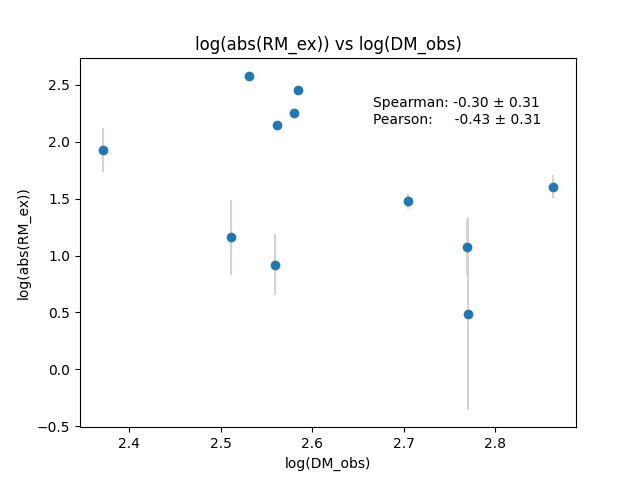 log(abs(RM_ex)) vs log(DM_obs)
Spearman: -0.30 ± 0.31
Pearson: -0.43 ± 0.31
log(abs(RM_ex))
2.5
2.0
1.5
1.0
0.5
0.0
−0.5
2.4 2.5 2.6 2.7 2.8
log(DM_obs)